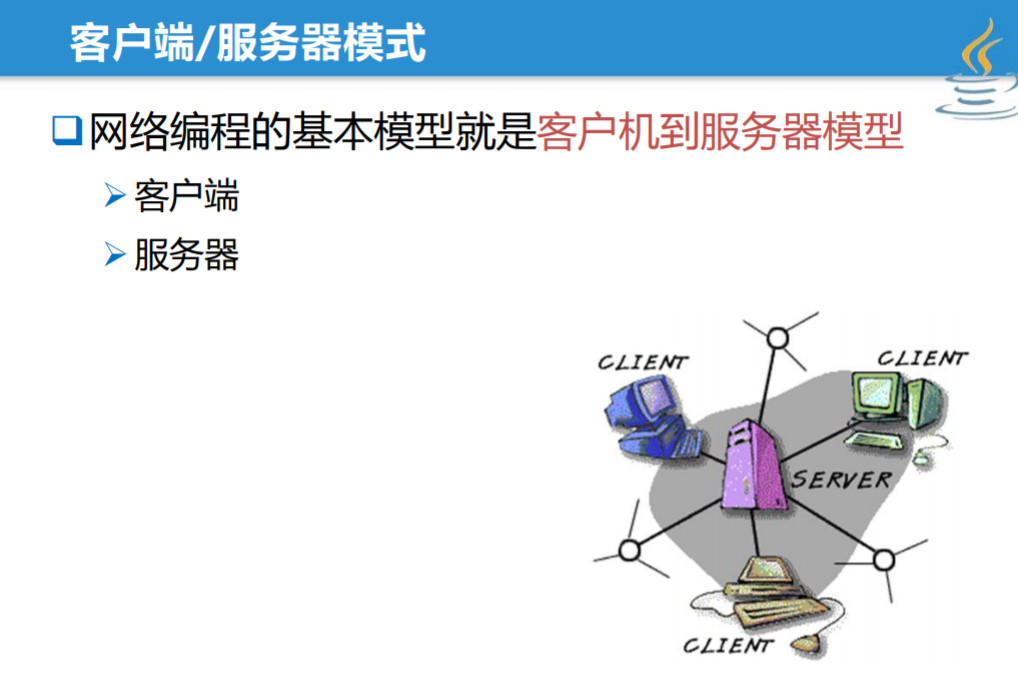 客户端/服务器模式
网络编程的基本模型就是客户机到服务器模型
客户端
服务器
CLIENT
CLIENT
SERVER
CLIENT